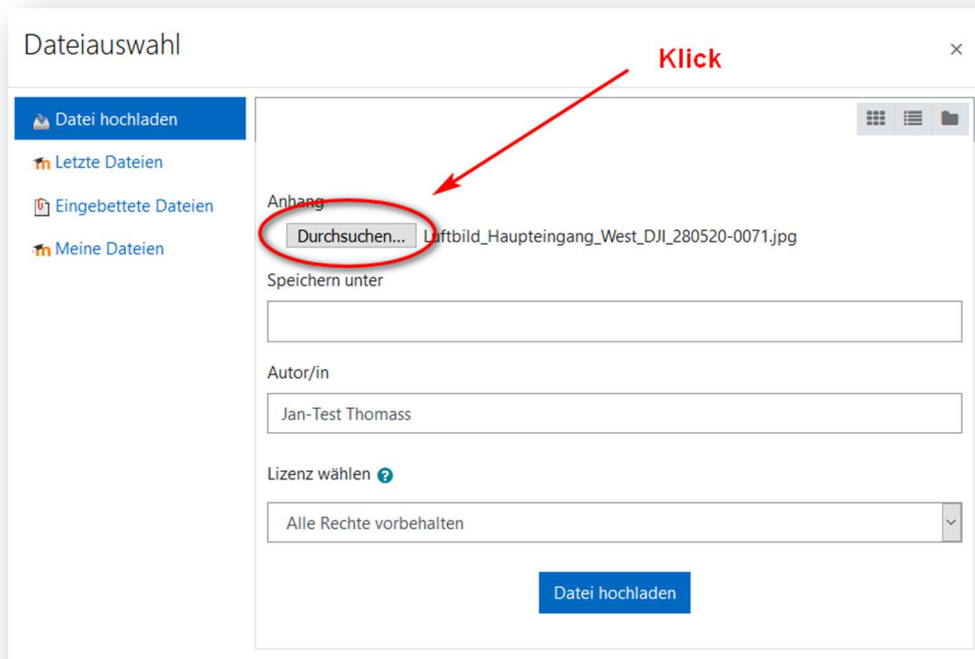 Dateiauswahl
×
Klick
Datei hochladen
Letzte Dateien
Eingebettete Dateien
Meine Dateien
Anhang
Durchsuchen... Luftbild_Haupteingang_West_DJI_280520-0071.jpg
Speichern unter
Autor/in
Jan-Test Thomass
Lizenz wählen ?
Alle Rechte vorbehalten
Datei hochladen